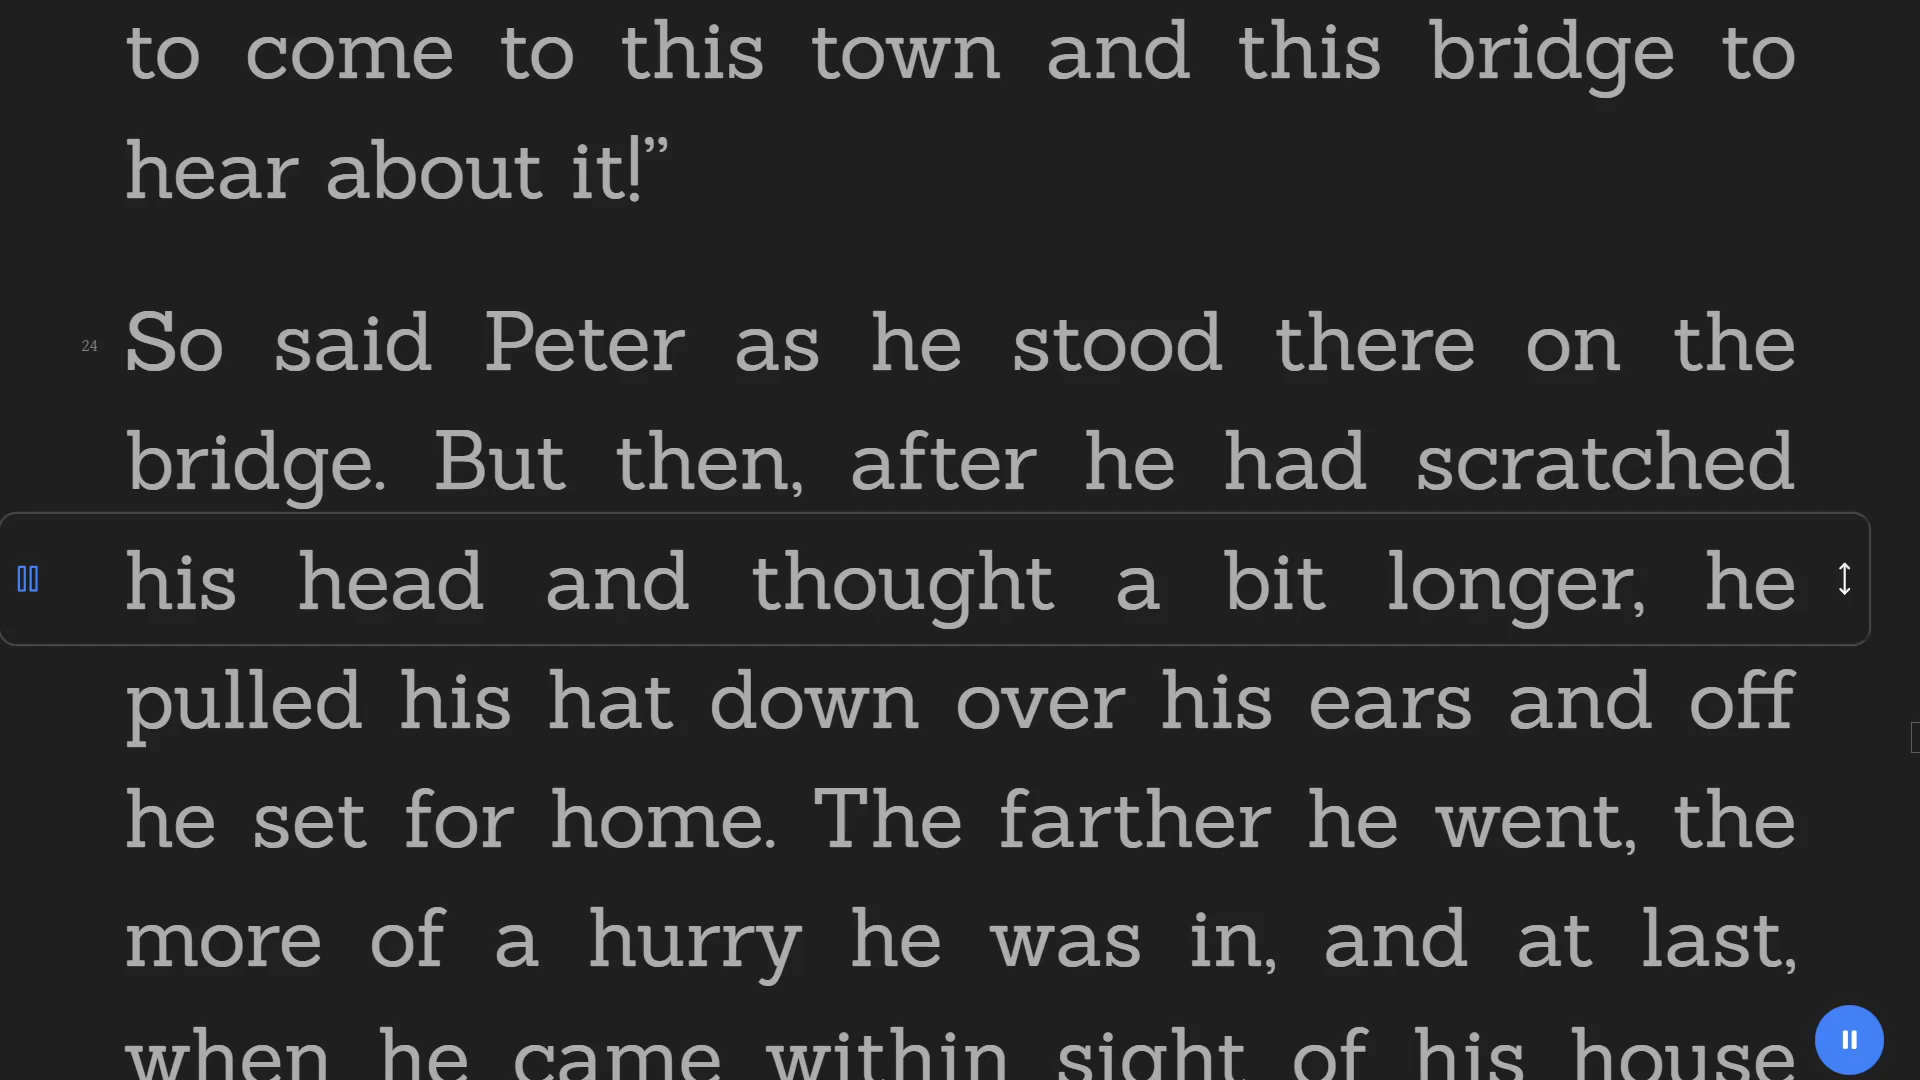 to come to this town and this bridge to
hear about it!”
24 So said Peter as he stood there on the
bridge. But then, after he had scratched
his head and thought a bit longer, he
pulled his hat down over his ears and off
he set for home. The farther he went, the
more of a hurry he was in, and at last,
when he came within sight of his house